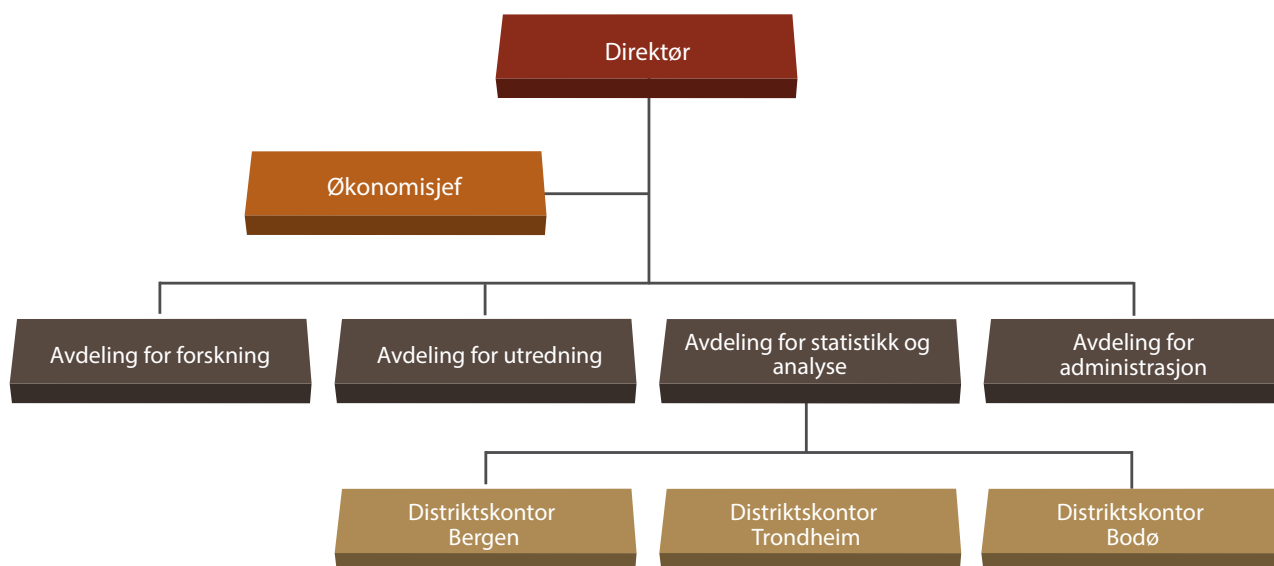 Direktør
Økonomisjef
Avdeling for forskning
Avdeling for utredning
Avdeling for statistikk og
analyse
Avdeling for
administrasjon
Distriktskontor
Bergen
Distriktskontor
Trondheim
Distriktskontor
Bodø